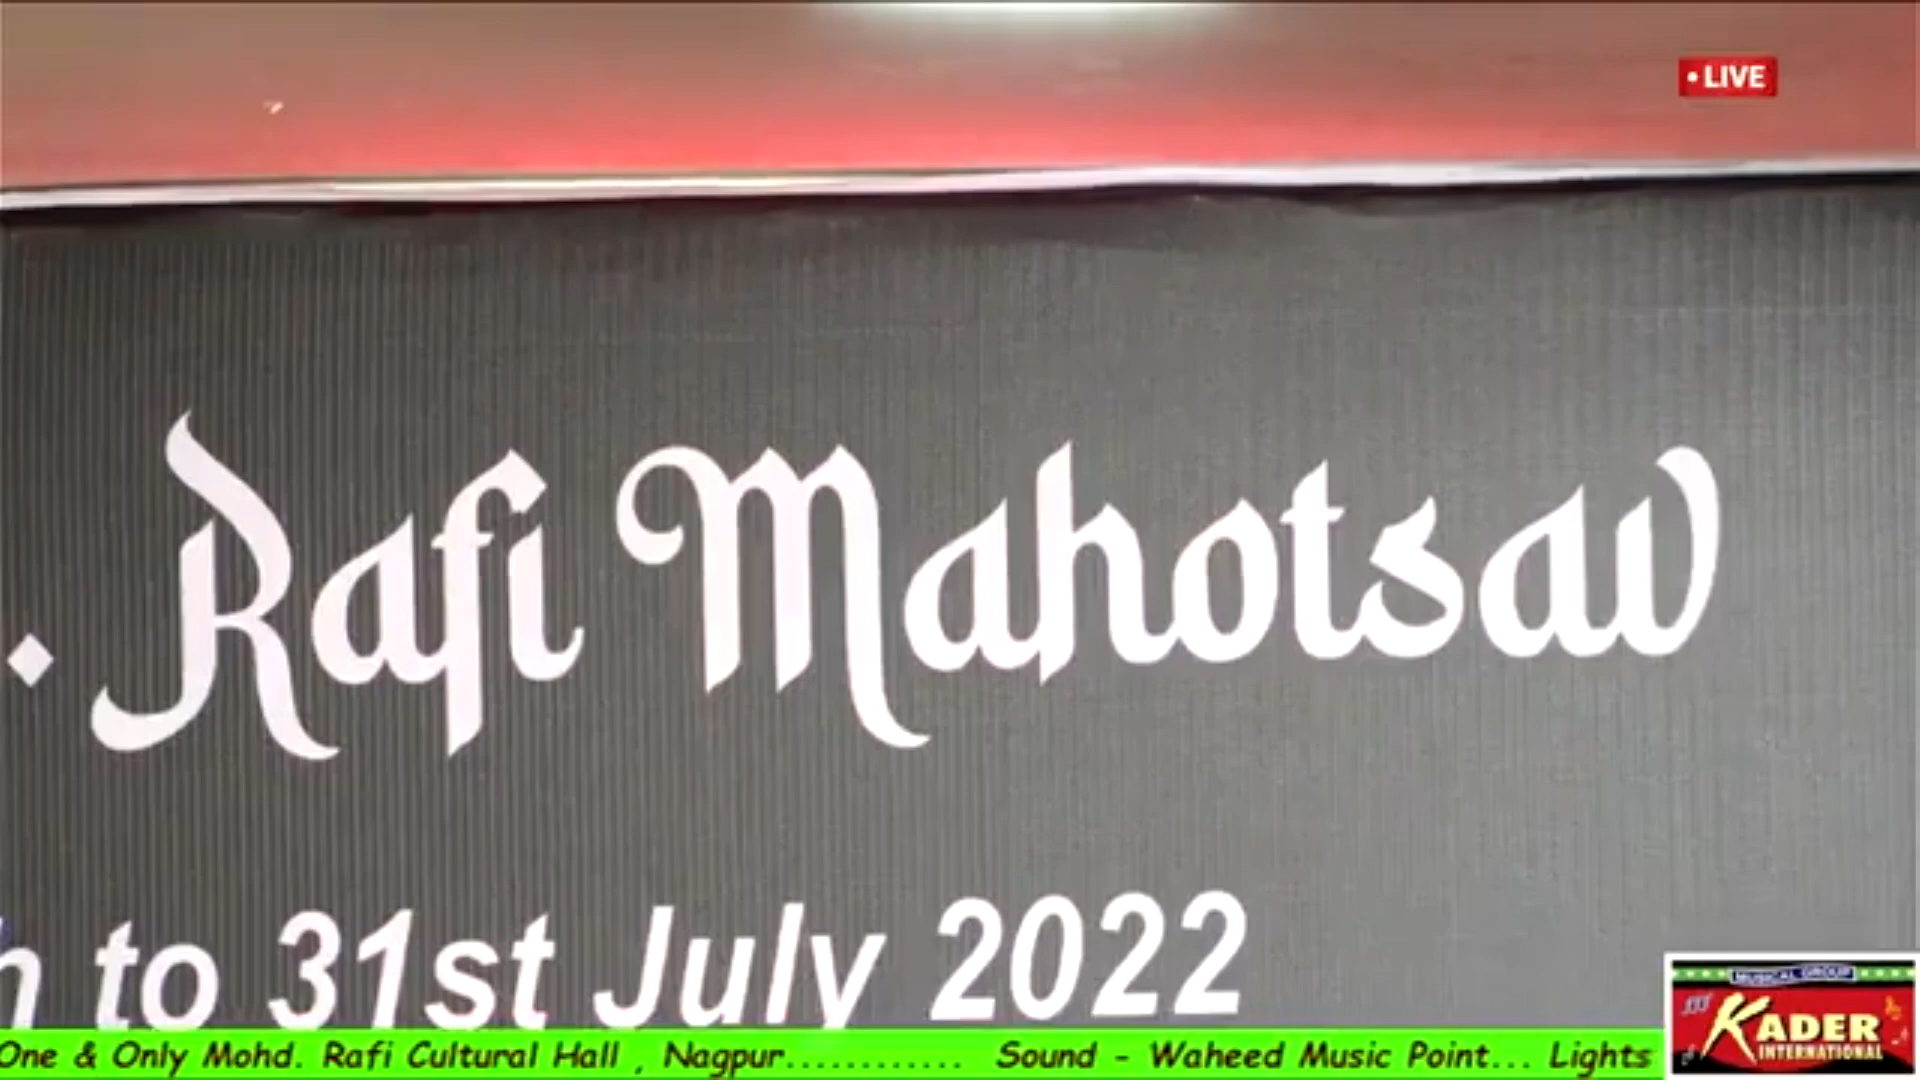 • LIVE
. Rafi Mahotsav
h to 31st July 2022
MUSICAL GROUP
KADER
INTERNATIONAL
One & Only Mohd. Rafi Cultural Hall , Nagpur............ Sound - Waheed Music Point... Lights